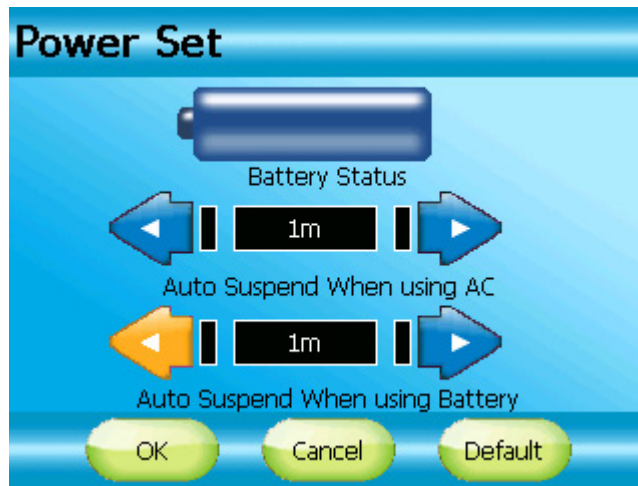 Power Set
Battery Status
1m
Auto Suspend When using AC
1m
Auto Suspend When using Battery
OK Cancel Default